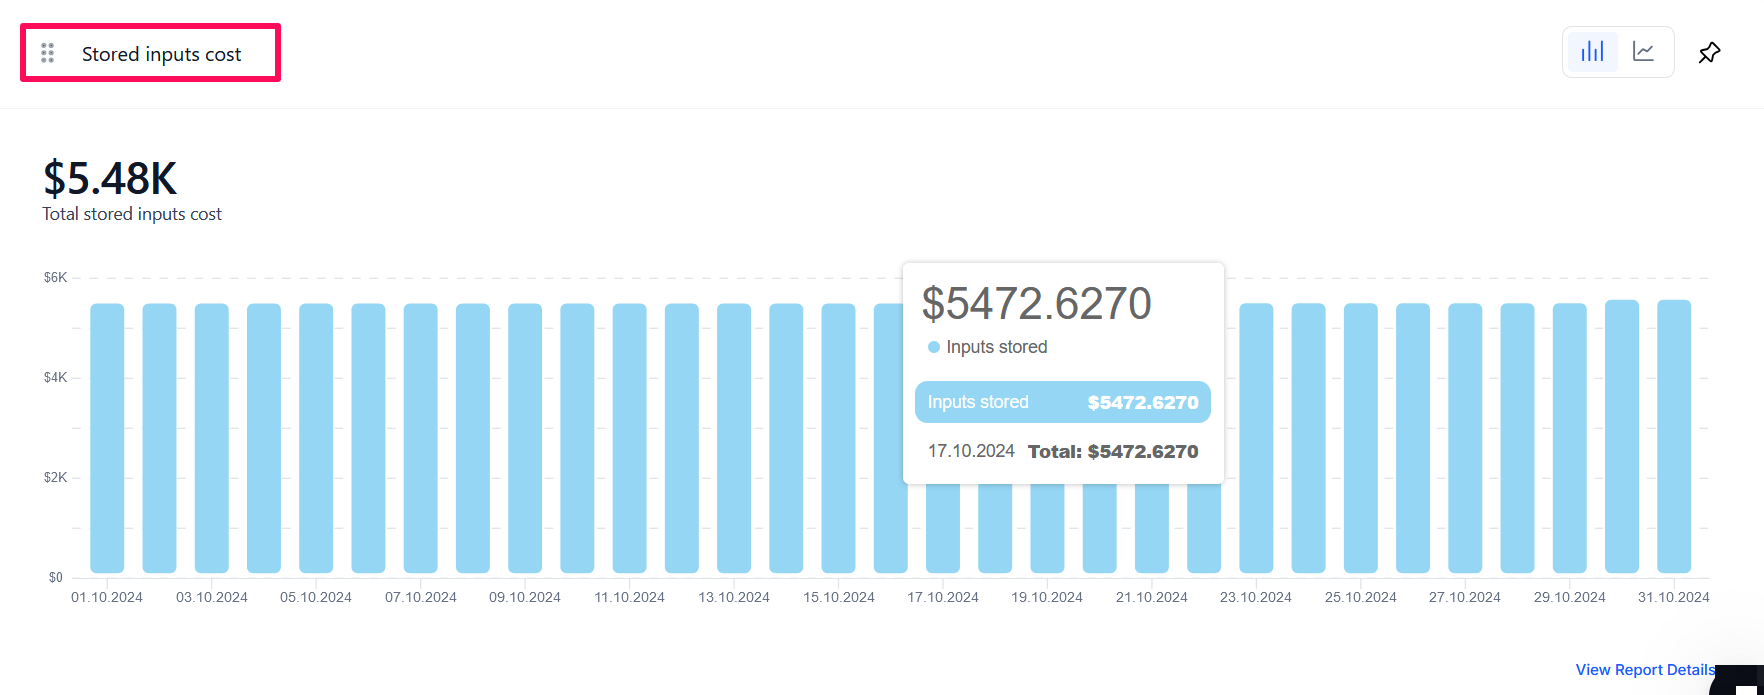 Stored inputs cost
$5.48K
Total stored inputs cost
$6K
$4K
$2K
$0
$5472.6270
Inputs stored
Inputs stored $5472.6270
17.10.2024 Total: $5472.6270
01.10.2024 03.10.2024 05.10.2024 07.10.2024 09.10.2024 11.10.2024 13.10.2024 15.10.2024 17.10.2024 19.10.2024 21.10.2024 23.10.2024 25.10.2024 27.10.2024 29.10.2024 31.10.2024
View Report Details